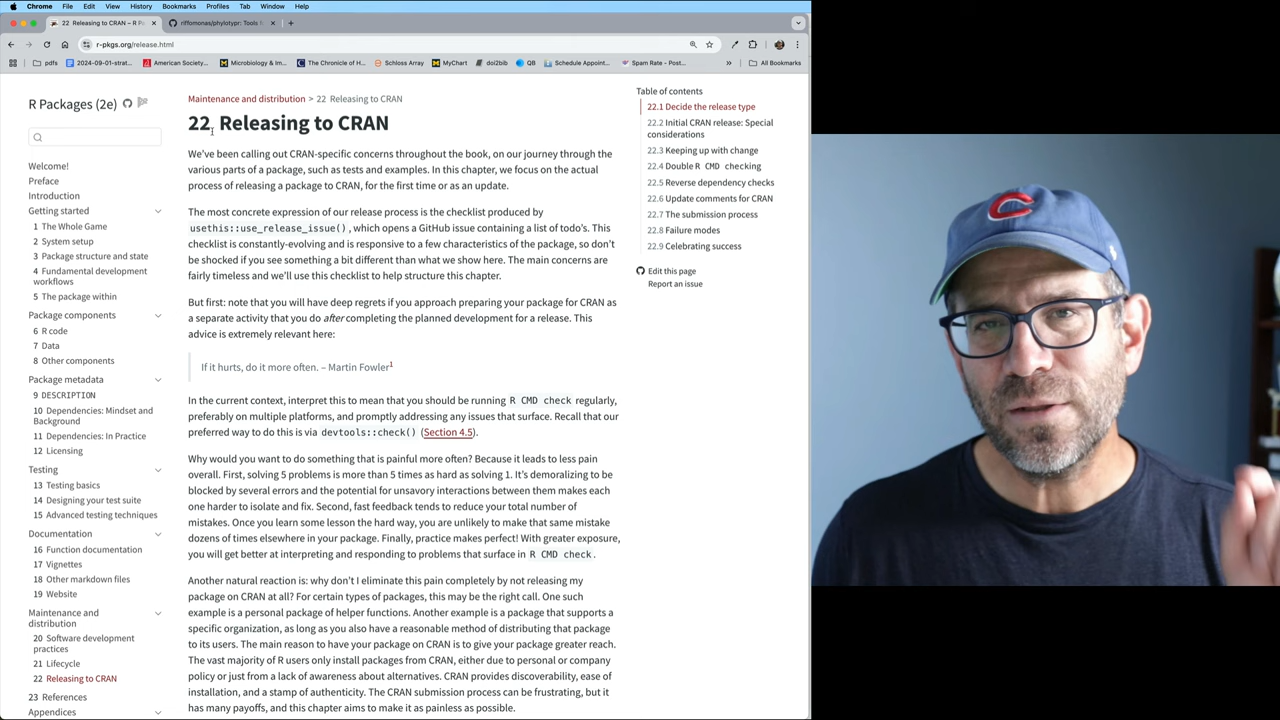 Chrome File Edit View History Bookmarks Profiles Tab Window Help
22 Releasing to CRAN – R Pa
riffomonas/phylotypr: Tools f
r-pkgs.org/release.html
pdfs 2024-09-01-strat... American Society... Microbiology & Im... The Chronicle of H... Schloss Array MyChart doi2bib QB Schedule Appoint... Spam Rate - Post... » All Bookmarks
R Packages (2e)
Welcome!
Preface
Introduction
Getting started
1 The Whole Game
2 System setup
3 Package structure and state
4 Fundamental development
workflows
5 The package within
Package components
6 R code
7 Data
8 Other components
Package metadata
9 DESCRIPTION
10 Dependencies: Mindset and
Background
11 Dependencies: In Practice
12 Licensing
Testing
13 Testing basics
14 Designing your test suite
15 Advanced testing techniques
Documentation
16 Function documentation
17 Vignettes
18 Other markdown files
19 Website
Maintenance and
distribution
20 Software development
practices
21 Lifecycle
22 Releasing to CRAN
23 References
Appendices
Maintenance and distribution > 22 Releasing to CRAN
22 Releasing to CRAN
We've been calling out CRAN-specific concerns throughout the book, on our journey through the
various parts of a package, such as tests and examples. In this chapter, we focus on the actual
process of releasing a package to CRAN, for the first time or as an update.
The most concrete expression of our release process is the checklist produced by
usethis::use_release_issue(), which opens a GitHub issue containing a list of todo's. This
checklist is constantly-evolving and is responsive to a few characteristics of the package, so don't
be shocked if you see something a bit different than what we show here. The main concerns are
fairly timeless and we'll use this checklist to help structure this chapter.
But first: note that you will have deep regrets if you approach preparing your package for CRAN as
a separate activity that you do after completing the planned development for a release. This
advice is extremely relevant here:
If it hurts, do it more often. – Martin Fowler1
In the current context, interpret this to mean that you should be running R CMD check regularly,
preferably on multiple platforms, and promptly addressing any issues that surface. Recall that our
preferred way to do this is via devtools::check() (Section 4.5).
Why would you want to do something that is painful more often? Because it leads to less pain
overall. First, solving 5 problems is more than 5 times as hard as solving 1. It's demoralizing to be
blocked by several errors and the potential for unsavory interactions between them makes each
one harder to isolate and fix. Second, fast feedback tends to reduce your total number of
mistakes. Once you learn some lesson the hard way, you are unlikely to make that same mistake
dozens of times elsewhere in your package. Finally, practice makes perfect! With greater exposure,
you will get better at interpreting and responding to problems that surface in R CMD check.
Another natural reaction is: why don't I eliminate this pain completely by not releasing my
package on CRAN at all? For certain types of packages, this may be the right call. One such
example is a personal package of helper functions. Another example is a package that supports a
specific organization, as long as you also have a reasonable method of distributing that package
to its users. The main reason to have your package on CRAN is to give your package greater reach.
The vast majority of R users only install packages from CRAN, either due to personal or company
policy or just from a lack of awareness about alternatives. CRAN provides discoverability, ease of
installation, and a stamp of authenticity. The CRAN submission process can be frustrating, but it
has many payoffs, and this chapter aims to make it as painless as possible.
Table of contents
22.1 Decide the release type
22.2 Initial CRAN release: Special
considerations
22.3 Keeping up with change
22.4 Double R CMD checking
22.5 Reverse dependency checks
22.6 Update comments for CRAN
22.7 The submission process
22.8 Failure modes
22.9 Celebrating success
Edit this page
Report an issue
C